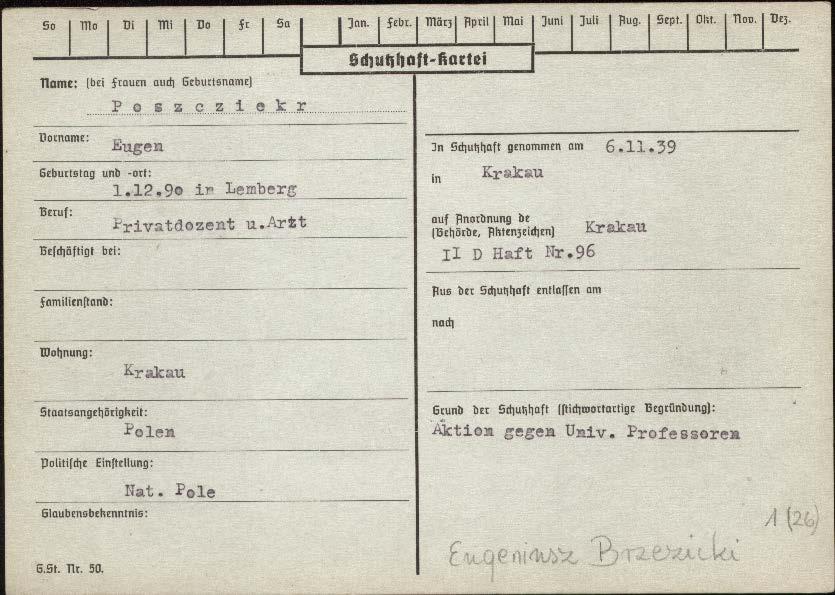 So Mo Di Mi Do Fr Sa Jan. Febr. März April Mai Juni Juli Aug. Sept. Okt. Nov. Dez.
Schutzhaft-Kartei
Name: (bei Frauen auch Geburtsname)
Poszcziekr
Vorname:
Eugen
Geburtstag und -ort:
1.12.90 in Lemberg
Beruf:
Privatdozent u.Arzt
Beschäftigt bei:
Familienstand:
Wohnung:
Krakau
Staatsangehörigkeit:
Polen
Politische Einstellung:
Nat. Pole
Glaubensbekenntnis:
G.St. Nr. 50.
In Schutzhaft genommen am 6.11.39
in Krakau
auf Anordnung de
(Behörde, Aktenzeichen) Krakau
II D Haft Nr.96
Aus der Schutzhaft entlassen am
nach
Grund der Schutzhaft (stichwortartige Begründung):
Aktion gegen Univ. Professoren
1 (26)
Eugeniusz Brzezicki